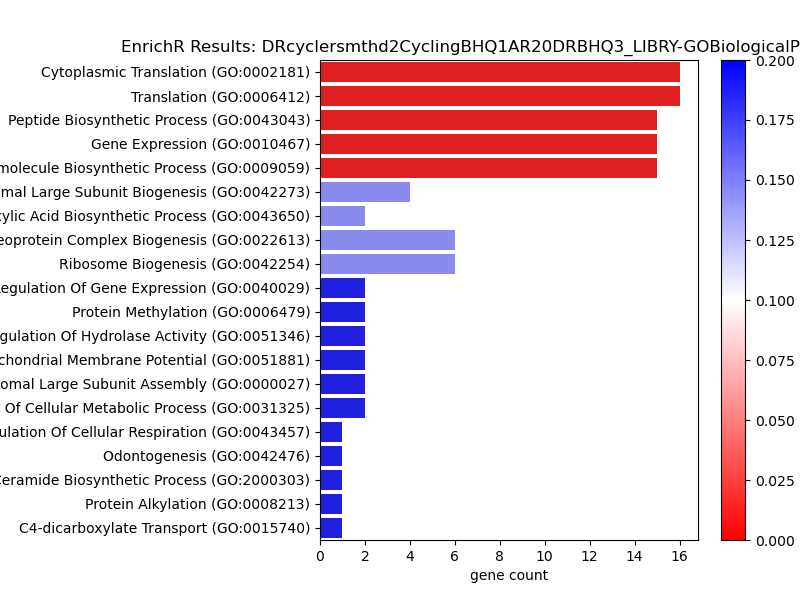 EnrichR Results: DRcyclersmthd2CyclingBHQ1AR20DRBHQ3_LIBRY-GOBiologicalP
Cytoplasmic Translation (GO:0002181)
Translation (GO:0006412)
Peptide Biosynthetic Process (GO:0043043)
Gene Expression (GO:0010467)
molecule Biosynthetic Process (GO:0009059)
mal Large Subunit Biogenesis (GO:0042273)
ylic Acid Biosynthetic Process (GO:0043650)
eoprotein Complex Biogenesis (GO:0022613)
Ribosome Biogenesis (GO:0042254)
Regulation Of Gene Expression (GO:0040029)
Protein Methylation (GO:0006479)
gulation Of Hydrolase Activity (GO:0051346)
chondrial Membrane Potential (GO:0051881)
omal Large Subunit Assembly (GO:0000027)
Of Cellular Metabolic Process (GO:0031325)
ulation Of Cellular Respiration (GO:0043457)
Odontogenesis (GO:0042476)
Ceramide Biosynthetic Process (GO:2000303)
Protein Alkylation (GO:0008213)
C4-dicarboxylate Transport (GO:0015740)
0 2 4 6 8 10 12 14 16
gene count
0.200
0.175
0.150
0.125
0.100
0.075
0.050
0.025
0.000